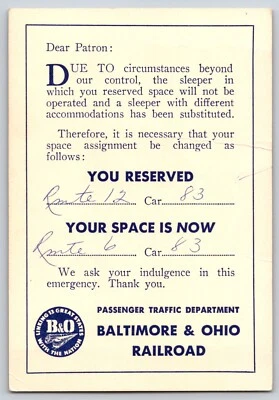 Dear Patron:
DUE TO circumstances beyond
our control, the sleeper in
which you reserved space will not
be operated and a sleeper with different
accommodations has been substituted.
Therefore, it is necessary that your
space assignment be changed as
follows:
YOU RESERVED
12 Car 83
YOUR SPACE IS NOW
6 Car 83
We ask your indulgence in this
emergency. Thank you.
PASSENGER TRAFFIC DEPARTMENT
BALTIMORE & OHIO
RAILROAD
LINKING 13 GREAT STATES
B&O
WITH THE NATION